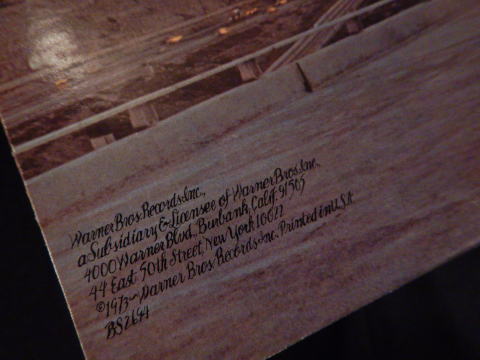 Warner Bros. Records Inc.,
a Subsidiary & Licensee of Warner Bros. Inc.,
4000 Warner Blvd., Burbank, Calif. 91505
44 East 50th Street, New York 10022
©1973 — Warner Bros. Records Inc. Printed in U.S.A.
BS2694